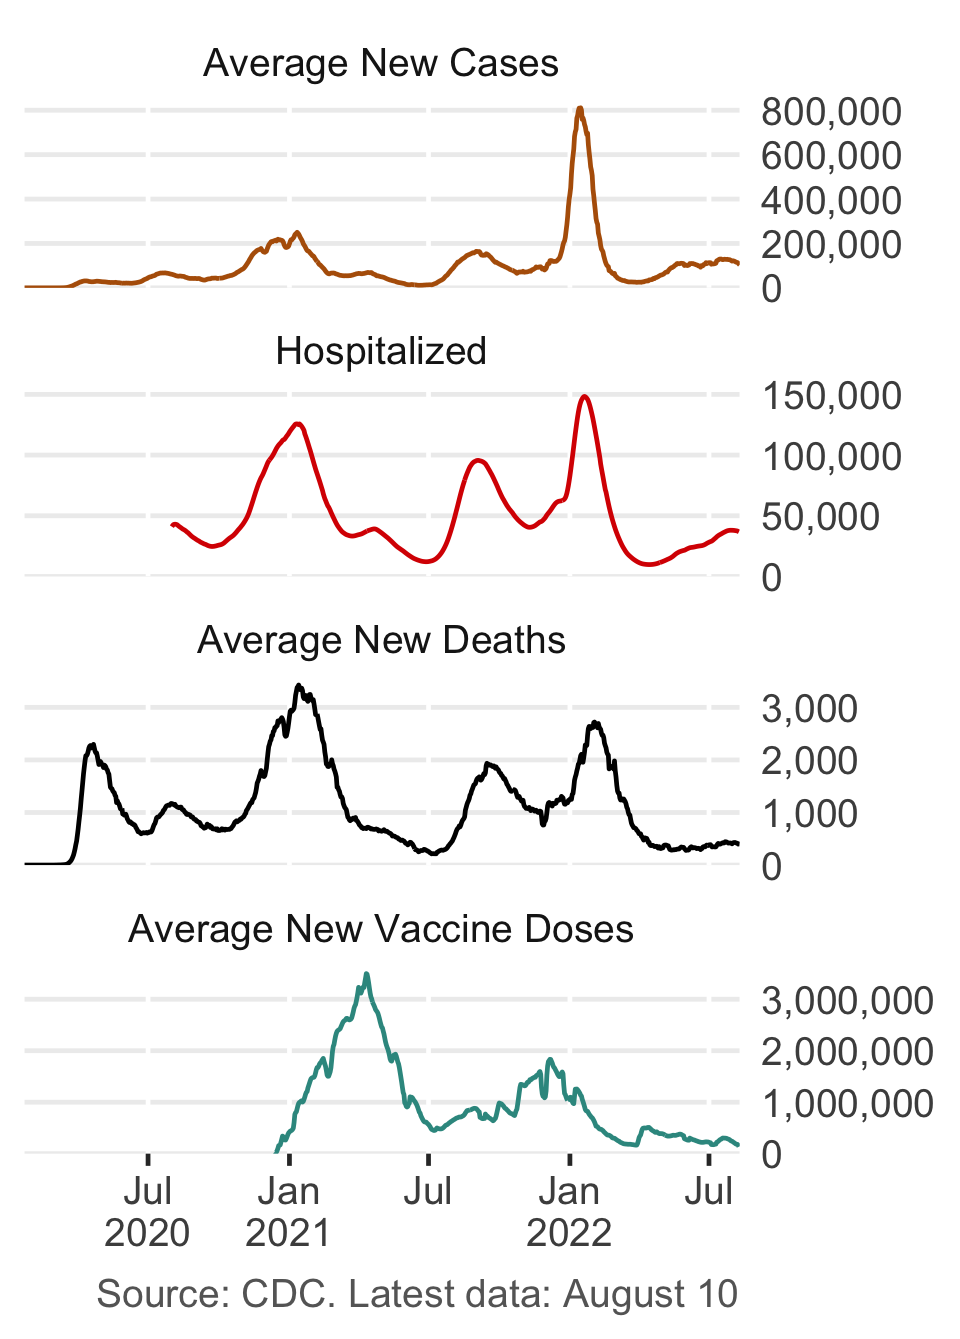 Average New Cases
800,000
600,000
400,000
200,000
0
Hospitalized
150,000
100,000
50,000
0
Average New Deaths
3,000
2,000
1,000
0
Average New Vaccine Doses
3,000,000
2,000,000
1,000,000
0
Jul Jan Jul Jan Jul
2020 2021 2022
Source: CDC. Latest data: August 10